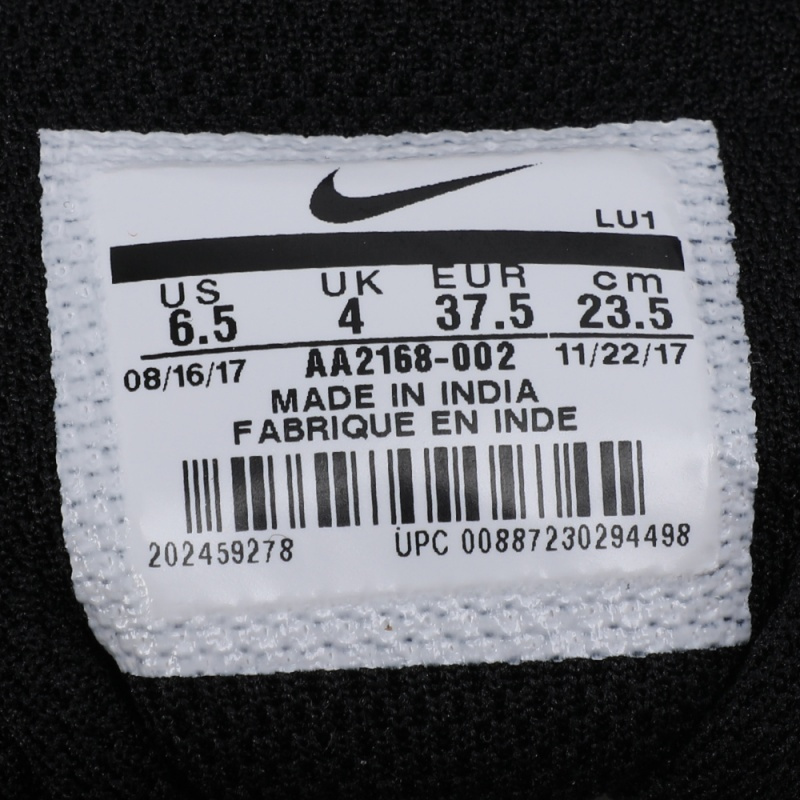 LU1
US UK EUR cm
6.5 4 37.5 23.5
08/16/17 AA2168-002 11/22/17
MADE IN INDIA
FABRIQUE EN INDE
202459278 UPC 00887230294498